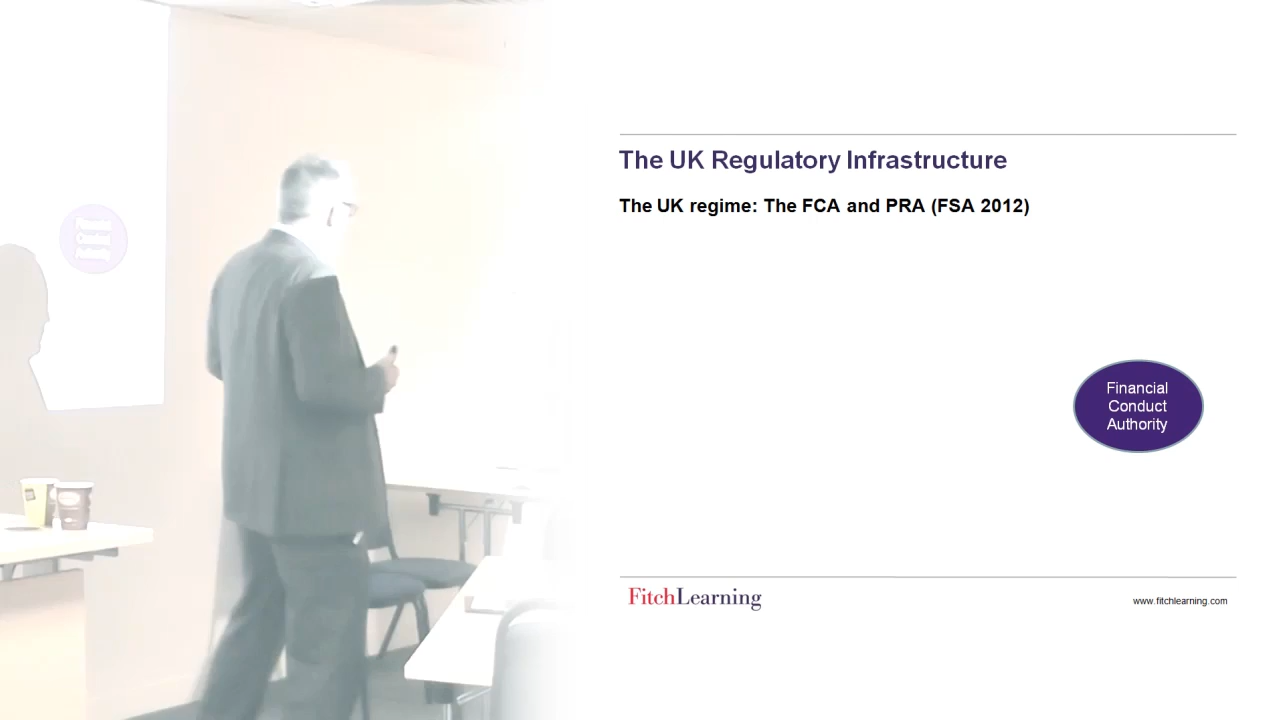 The UK Regulatory Infrastructure
The UK regime: The FCA and PRA (FSA 2012)
Financial
Conduct
Authority
FitchLearning
www.fitchlearning.com